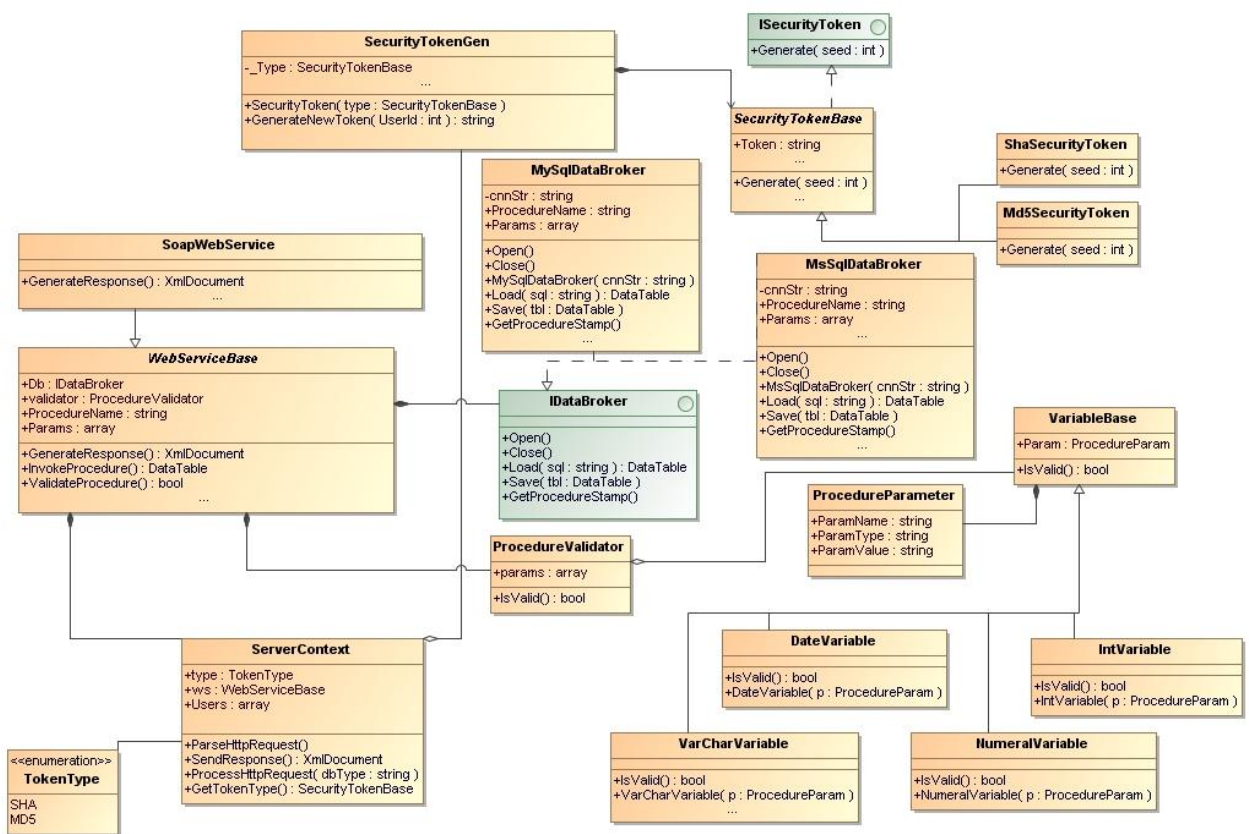 ISecurityToken
+Generate( seed : int )
SecurityTokenGen
-_Type : SecurityTokenBase
...
+SecurityToken( type : SecurityTokenBase )
+GenerateNewToken( UserId : int ) : string
SecurityTokenBase
+Token : string
...
+Generate( seed : int )
...
ShaSecurityToken
+Generate( seed : int )
Md5SecurityToken
+Generate( seed : int )
MySqlDataBroker
-cnnStr : string
+ProcedureName : string
+Params : array
+Open()
+Close()
+MySqlDataBroker( cnnStr : string )
+Load( sql : string ) : DataTable
+Save( tbl : DataTable )
+GetProcedureStamp()
...
SoapWebService
+GenerateResponse() : XmlDocument
...
MsSqlDataBroker
-cnnStr : string
+ProcedureName : string
+Params : array
...
+Open()
+Close()
+MsSqlDataBroker( cnnStr : string )
+Load( sql : string ) : DataTable
+Save( tbl : DataTable )
+GetProcedureStamp()
...
WebServiceBase
+Db : IDataBroker
+validator : ProcedureValidator
+ProcedureName : string
+Params : array
+GenerateResponse() : XmlDocument
+InvokeProcedure() : DataTable
+ValidateProcedure() : bool
...
IDataBroker
+Open()
+Close()
+Load( sql : string ) : DataTable
+Save( tbl : DataTable )
+GetProcedureStamp()
VariableBase
+Param : ProcedureParam
+IsValid() : bool
ProcedureParameter
+ParamName : string
+ParamType : string
+ParamValue : string
ProcedureValidator
+params : array
+IsValid() : bool
ServerContext
+type : TokenType
+ws : WebServiceBase
+Users : array
+ParseHttpRequest()
+SendResponse() : XmlDocument
+ProcessHttpRequest( dbType : string )
+GetTokenType() : SecurityTokenBase
<<enumeration>>
TokenType
SHA
MD5
DateVariable
+IsValid() : bool
+DateVariable( p : ProcedureParam )
IntVariable
+IsValid() : bool
+IntVariable( p : ProcedureParam )
VarCharVariable
+IsValid() : bool
+VarCharVariable( p : ProcedureParam )
...
NumeralVariable
+IsValid() : bool
+NumeralVariable( p : ProcedureParam )